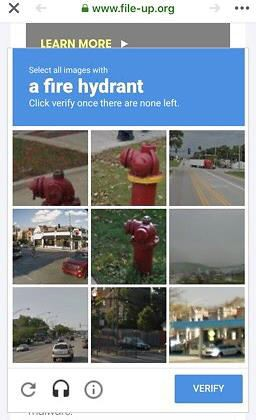 www.file-up.org
LEARN MORE
Select all images with
a fire hydrant
Click verify once there are none left.
VERIFY
malware.